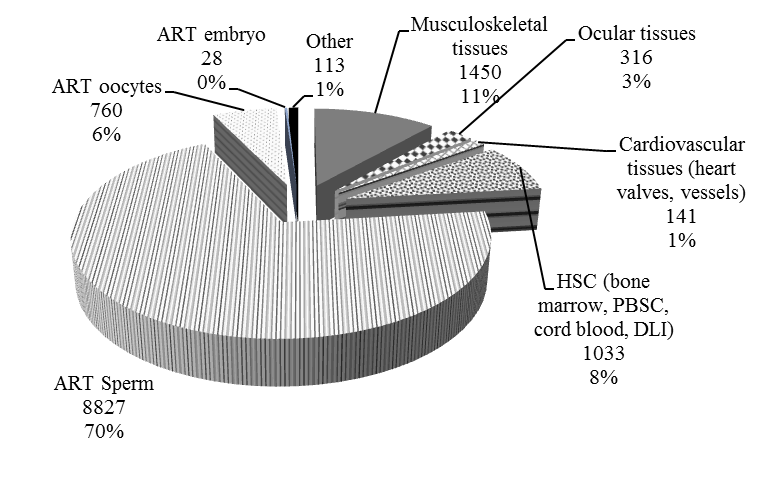 ART embryo
28
0%
Other
113
1%
Musculoskeletal
tissues
1450
11%
Ocular tissues
316
3%
Cardiovascular
tissues (heart
valves, vessels)
141
1%
HSC (bone
marrow, PBSC,
cord blood, DLI)
1033
8%
ART Sperm
8827
70%
ART oocytes
760
6%